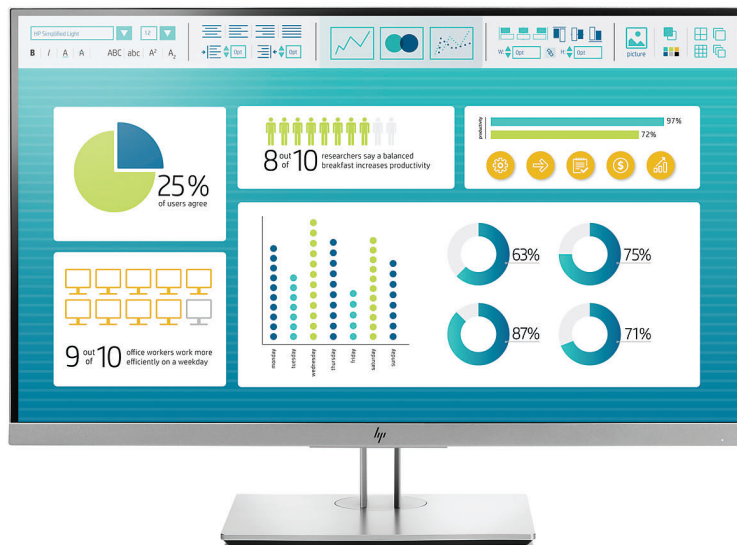 HP Simplified Light
12
0pt
0pt
B I A A ABC abc A² A₂
W: 0pt H: 0pt
picture
25%
of users agree
8 out of 10 researchers say a balanced
breakfast increases productivity
productivity
97%
72%
9 out of 10 office workers work more
efficiently on a weekday
monday
tuesday
wednesday
thursday
friday
saturday
sunday
63%
75%
87%
71%
hp